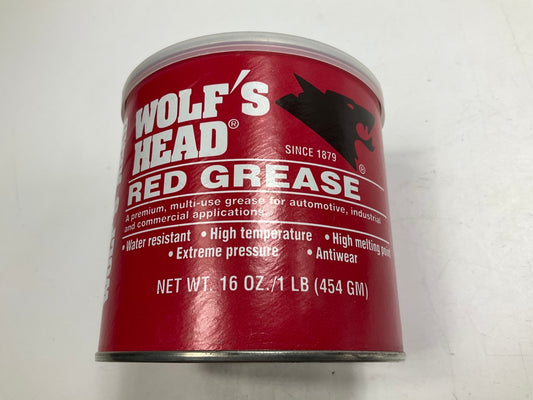 WOLF'S
HEAD®
SINCE 1879
®
RED GREASE
A premium, multi-use grease for automotive, industrial
and commercial applications.
• Water resistant • High temperature • High melting point
• Extreme pressure • Antiwear
NET WT. 16 OZ./1 LB (454 GM)